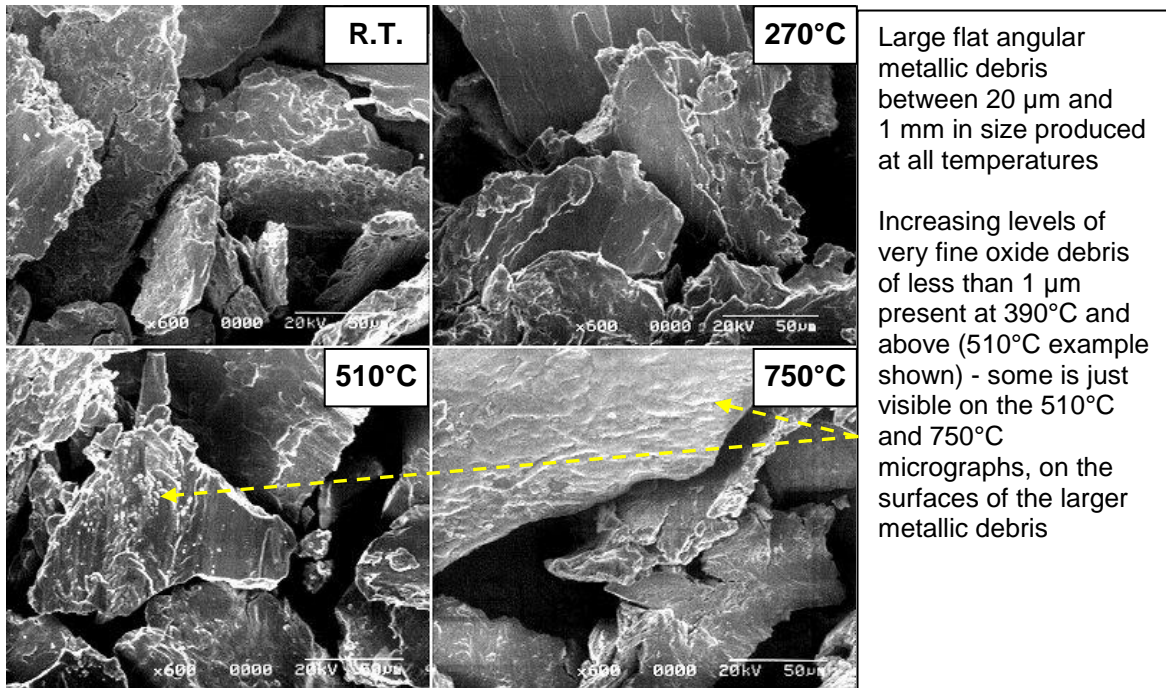 R.T.
270°C
x600 0000 20kV 50µm
x600 0000 20kV 50µm
510°C
750°C
x600 0000 20kV 50µm
x600 0000 20kV 50µm
Large flat angular
metallic debris
between 20 µm and
1 mm in size produced
at all temperatures
Increasing levels of
very fine oxide debris
of less than 1 µm
present at 390°C and
above (510°C example
shown) - some is just
visible on the 510°C
and 750°C
micrographs, on the
surfaces of the larger
metallic debris